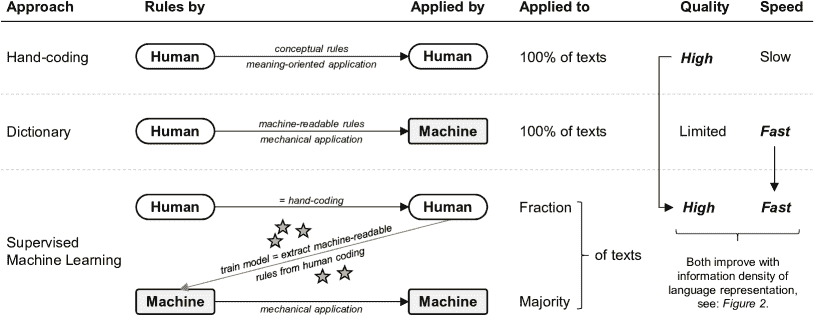 Approach Rules by Applied by Applied to Quality Speed
Hand-coding Human conceptual rules Human 100% of texts High Slow
meaning-oriented application
Dictionary Human machine-readable rules Machine 100% of texts Limited Fast
mechanical application
Human = hand-coding Human Fraction High Fast
Supervised
Machine Learning
train model = extract machine-readable
rules from human coding
of texts
Machine mechanical application Machine Majority
Both improve with
information density of
language representation,
see: Figure 2.